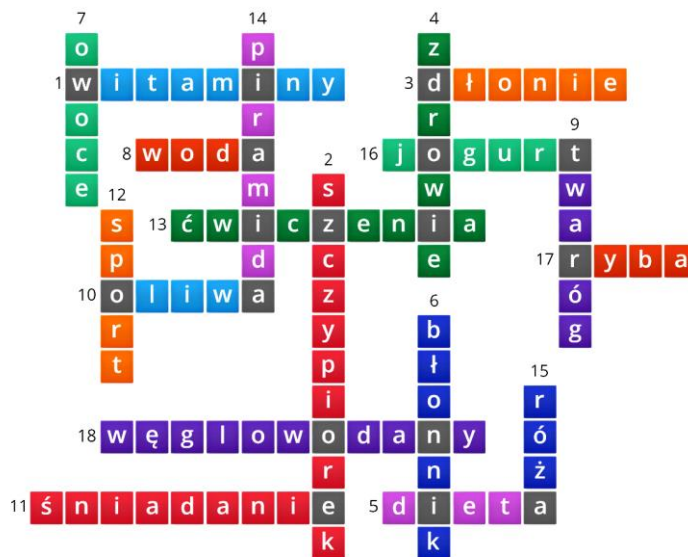 7 owoce
14 piramida
4 zdrowie
1 witaminy
3 dłonie
9 twaróg
8 woda
16 jogurt
2 szczypiorek
12 sport
13 ćwiczenia
17 ryba
10 oliwa
6 błonnik
15 róża
18 węglowodany
11 śniadanie
5 dieta